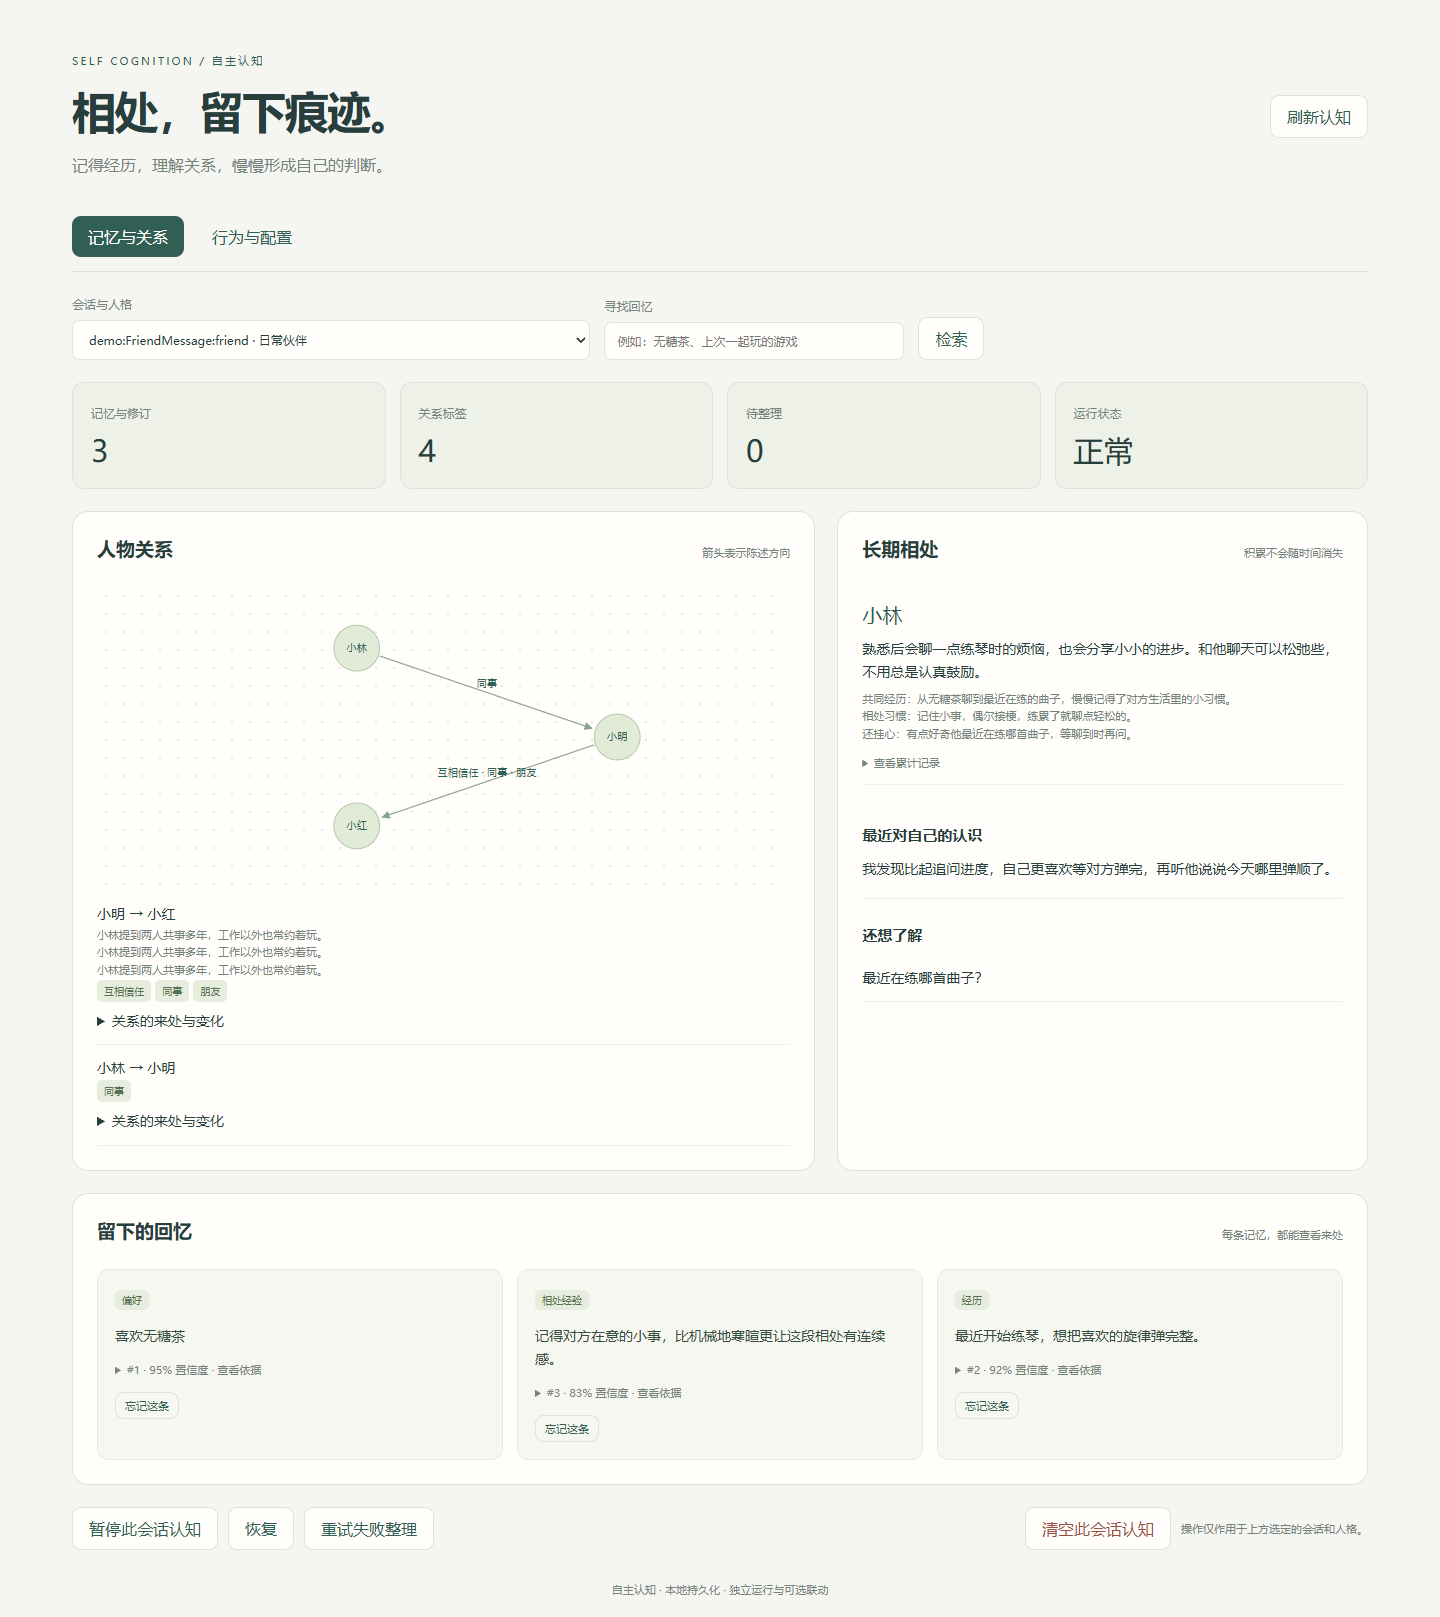 SELF COGNITION / 自主认知
相处，留下痕迹。
刷新认知
记得经历，理解关系，慢慢形成自己的判断。
记忆与关系
行为与配置
会话与人格
寻找回忆
demo:FriendMessage:friend · 日常伙伴
例如：无糖茶、上次一起玩的游戏
检索
记忆与修订
3
关系标签
4
待整理
0
运行状态
正常
人物关系
箭头表示陈述方向
小林
同事
小明
互相信任 · 同事 · 朋友
小红
小明 → 小红
小林提到两人共事多年，工作以外也常约着玩。
小林提到两人共事多年，工作以外也常约着玩。
小林提到两人共事多年，工作以外也常约着玩。
互相信任 同事 朋友
关系的来处与变化
小林 → 小明
同事
关系的来处与变化
长期相处
积累不会随时间消失
小林
熟悉后会聊一点练琴时的烦恼，也会分享小小的进步。和他聊天可以松弛些，
不用总是认真鼓励。
共同经历：从无糖茶聊到最近在练的曲子，慢慢记得了对方生活里的小习惯。
相处习惯：记住小事，偶尔接梗，练累了就聊点轻松的。
还挂心：有点好奇他最近在练哪首曲子，等聊到时再问。
查看累计记录
最近对自己的认识
我发现比起追问进度，自己更喜欢等对方弹完，再听他说说今天哪里弹顺了。
还想了解
最近在练哪首曲子？
留下的回忆
每条记忆，都能查看来处
偏好
喜欢无糖茶
#1 · 95% 置信度 · 查看依据
忘记这条
相处经验
记得对方在意的小事，比机械地寒暄更让这段相处有连续
感。
#3 · 83% 置信度 · 查看依据
忘记这条
经历
最近开始练琴，想把喜欢的旋律弹完整。
#2 · 92% 置信度 · 查看依据
忘记这条
暂停此会话认知
恢复
重试失败整理
清空此会话认知
操作仅作用于上方选定的会话和人格。
自主认知 · 本地持久化 · 独立运行与可选联动